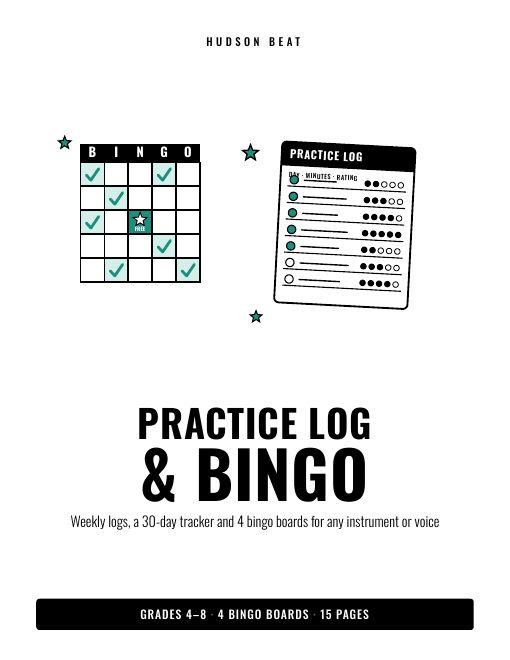 HUDSON BEAT
B I N G O
FREE
PRACTICE LOG
DAY · MINUTES · RATING
PRACTICE LOG
& BINGO
Weekly logs, a 30-day tracker and 4 bingo boards for any instrument or voice
GRADES 4–8 · 4 BINGO BOARDS · 15 PAGES